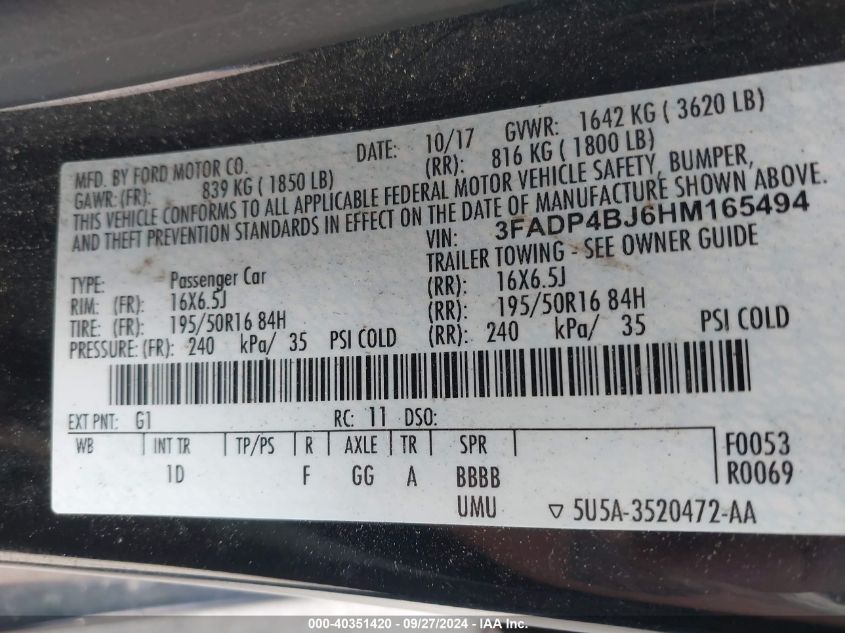 MFD. BY FORD MOTOR CO. DATE: 10/17 GVWR: 1642 KG ( 3620 LB)
GAWR: (FR): 839 KG ( 1850 LB) (RR): 816 KG ( 1800 LB)
THIS VEHICLE CONFORMS TO ALL APPLICABLE FEDERAL MOTOR VEHICLE SAFETY, BUMPER,
AND THEFT PREVENTION STANDARDS IN EFFECT ON THE DATE OF MANUFACTURE SHOWN ABOVE.
VIN: 3FADP4BJ6HM165494
TRAILER TOWING - SEE OWNER GUIDE
TYPE: Passenger Car
RIM: (FR): 16X6.5J (RR): 16X6.5J
TIRE: (FR): 195/50R16 84H (RR): 195/50R16 84H
PRESSURE: (FR): 240 kPa/ 35 PSI COLD (RR): 240 kPa/ 35 PSI COLD
EXT PNT: G1 RC: 11 DSO:
WB INT TR TP/PS R AXLE TR SPR F0053
1D F GG A BBBB R0069
UMU ▽ 5U5A-3520472-AA
000-40351420 - 09/27/2024 - IAA Inc.